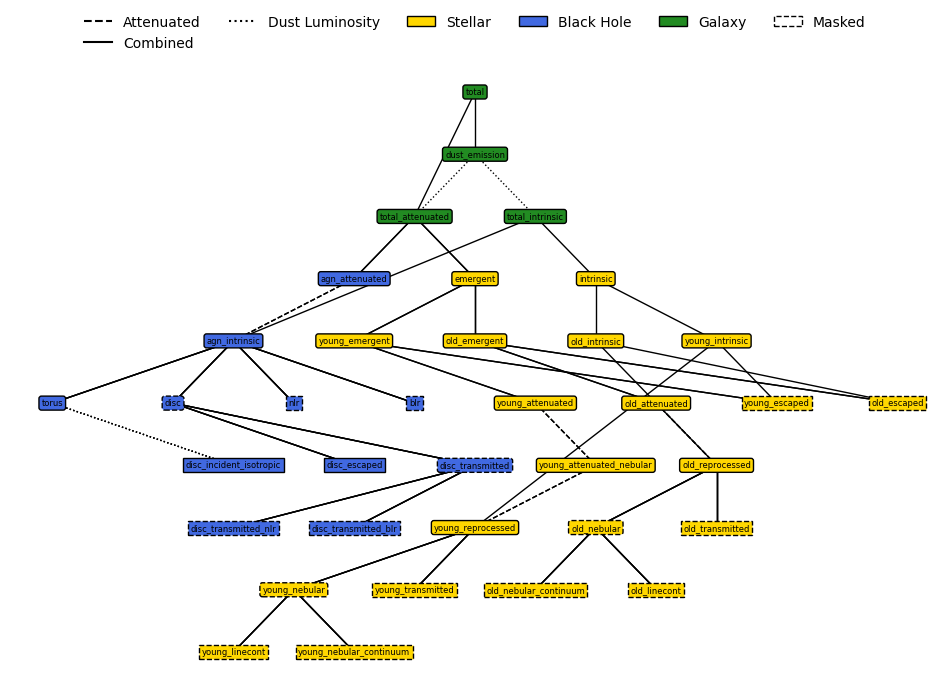 Attenuated Dust Luminosity Stellar Black Hole Galaxy Masked
Combined
total
dust_emission
total_attenuated total_intrinsic
agn_attenuated emergent intrinsic
agn_intrinsic young_emergent old_emergent old_intrinsic young_intrinsic
torus disc nlr blr young_attenuated old_attenuated young_escaped old_escaped
disc_incident_isotropic disc_escaped disc_transmitted young_attenuated_nebular old_reprocessed
disc_transmitted_nlr disc_transmitted_blr young_reprocessed old_nebular old_transmitted
young_nebular young_transmitted old_nebular_continuum old_linecont
young_linecont young_nebular_continuum